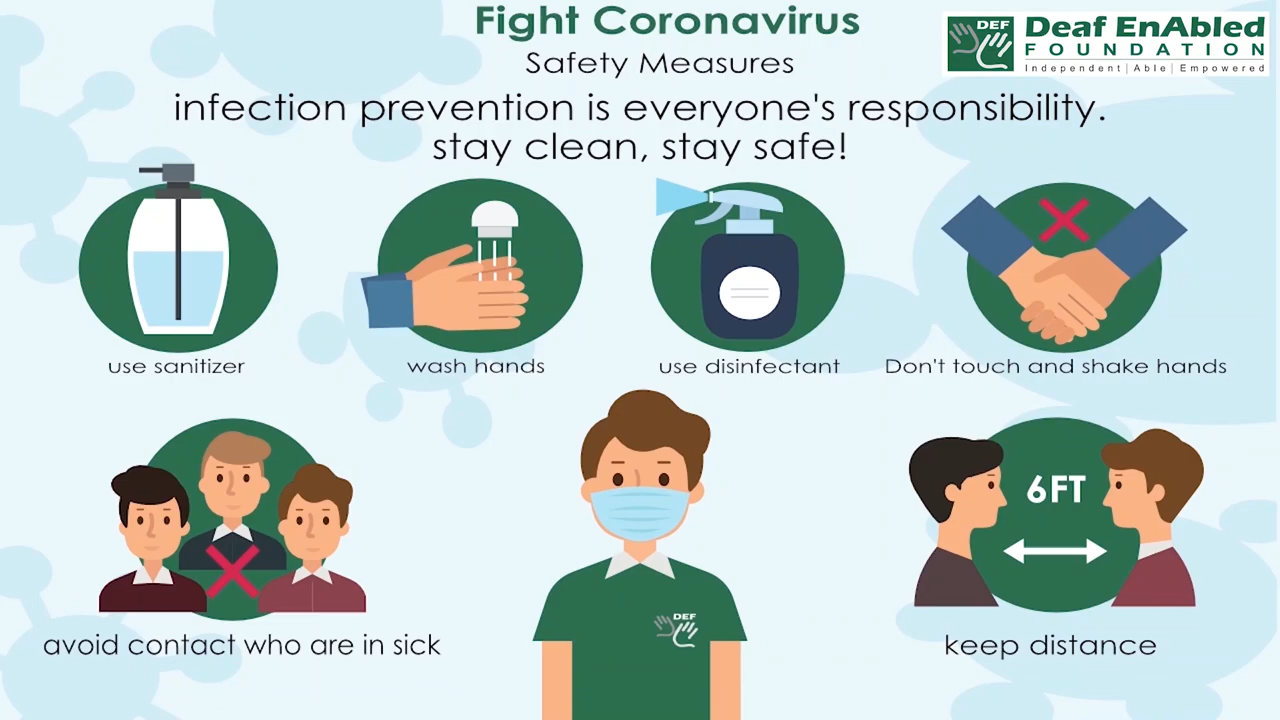 Fight Coronavirus
Safety Measures
infection prevention is everyone's responsibility.
stay clean, stay safe!
DEF
Deaf EnAbled
FOUNDATION
Independent | Able | Empowered
use sanitizer
wash hands
use disinfectant
Don't touch and shake hands
6FT
DEF
avoid contact who are in sick
keep distance